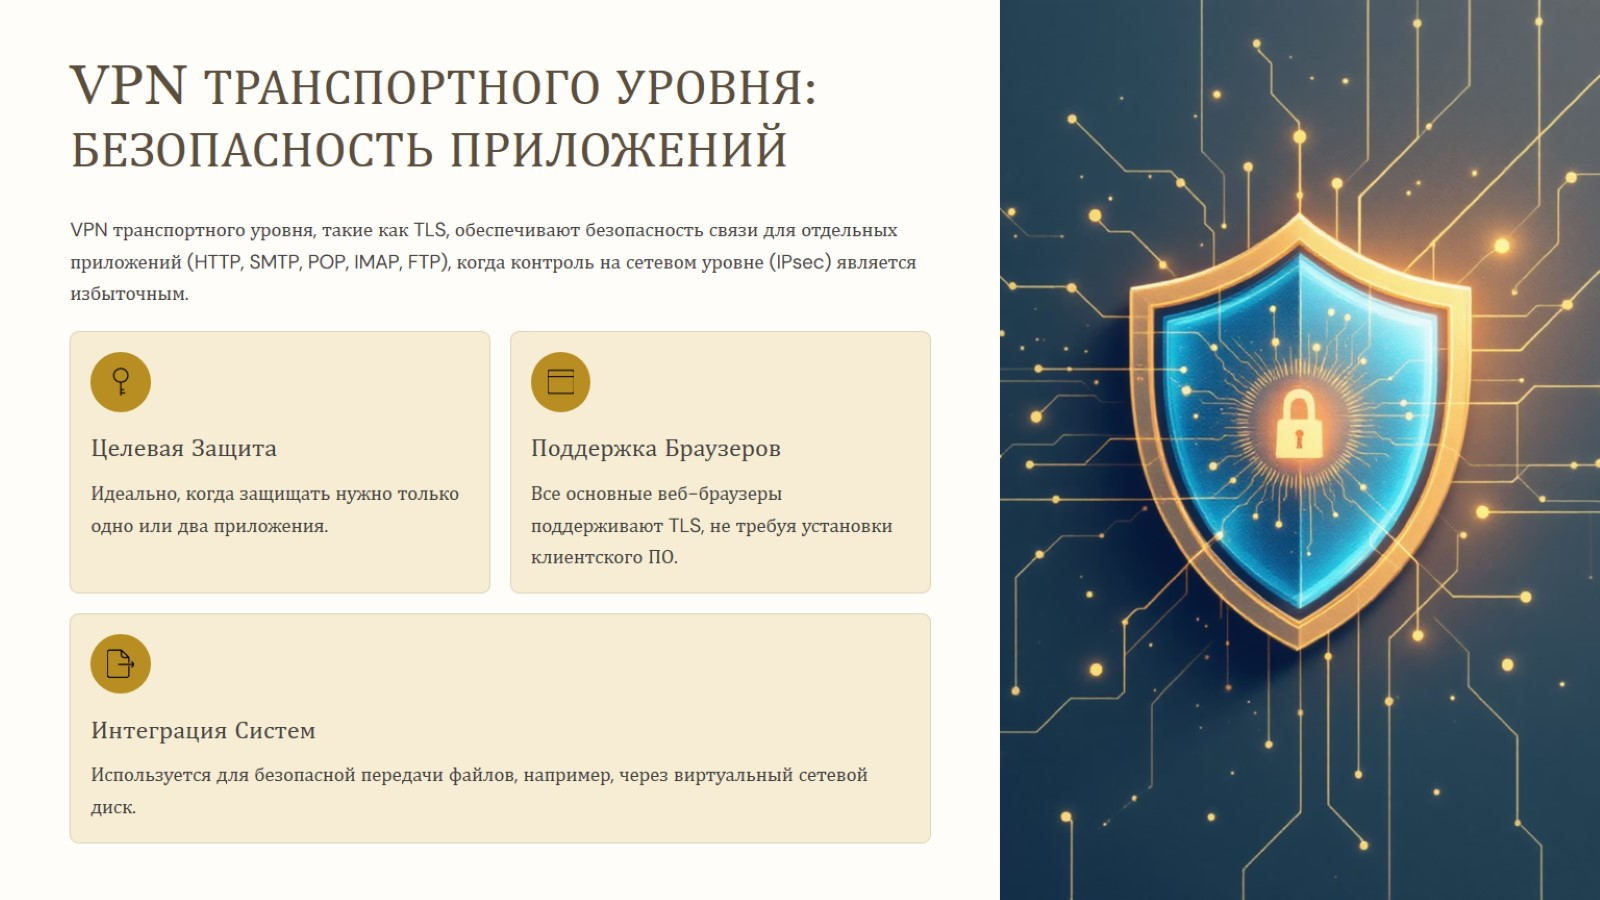 VPN ТРАНСПОРТНОГО УРОВНЯ:
БЕЗОПАСНОСТЬ ПРИЛОЖЕНИЙ
VPN транспортного уровня, такие как TLS, обеспечивают безопасность связи для отдельных
приложений (HTTP, SMTP, POP, IMAP, FTP), когда контроль на сетевом уровне (IPsec) является
избыточным.
Целевая Защита
Идеально, когда защищать нужно только
одно или два приложения.
Поддержка Браузеров
Все основные веб-браузеры
поддерживают TLS, не требуя установки
клиентского ПО.
Интеграция Систем
Используется для безопасной передачи файлов, например, через виртуальный сетевой
диск.